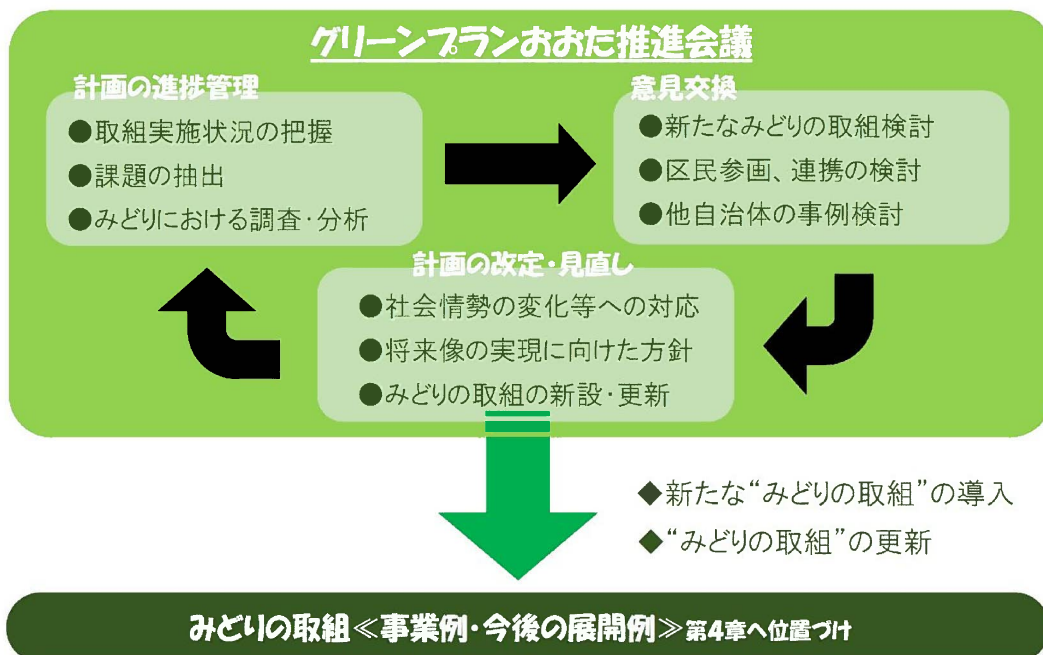 グリーンプランおおた推進会議
計画の進捗管理
●取組実施状況の把握
●課題の抽出
●みどりにおける調査・分析
意見交換
●新たなみどりの取組検討
●区民参画、連携の検討
●他自治体の事例検討
計画の改定・見直し
●社会情勢の変化等への対応
●将来像の実現に向けた方針
●みどりの取組の新設・更新
◆新たな“みどりの取組”の導入
◆“みどりの取組”の更新
みどりの取組≪事業例・今後の展開例≫第4章へ位置づけ